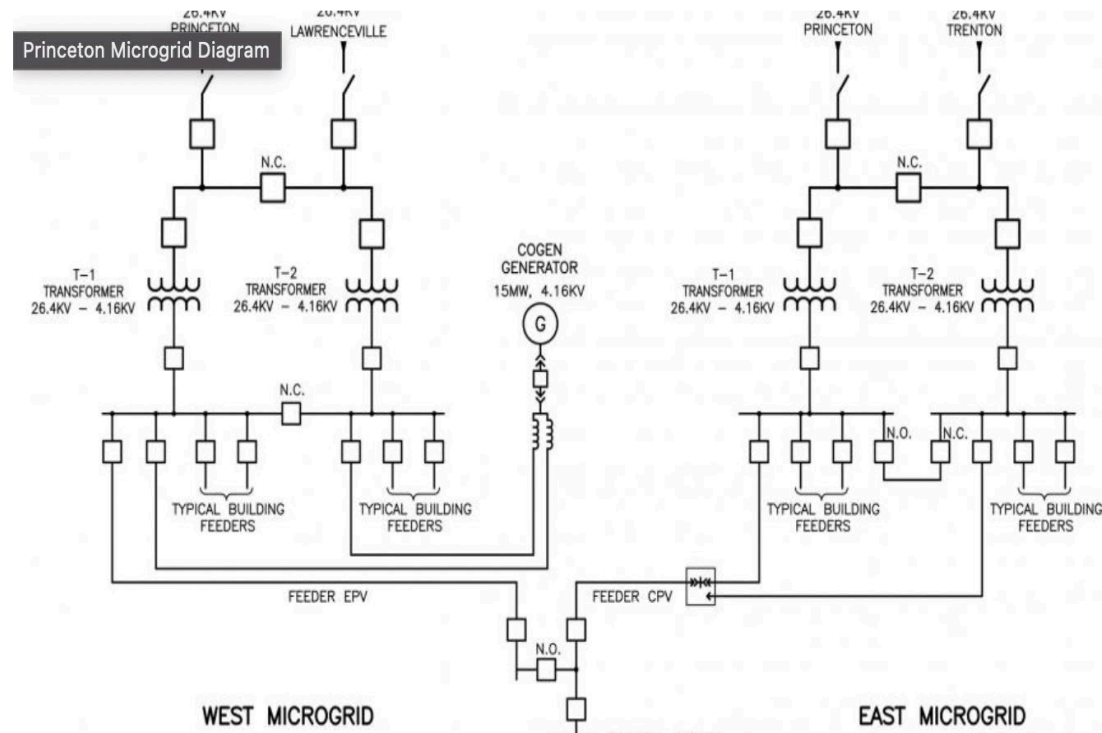 26.4KV
PRINCETON
26.4KV
LAWRENCEVILLE
Princeton Microgrid Diagram
26.4KV
PRINCETON
26.4KV
TRENTON
N.C.
N.C.
T-1
TRANSFORMER
26.4KV - 4.16KV
T-2
TRANSFORMER
26.4KV - 4.16KV
COGEN
GENERATOR
15MW, 4.16KV
G
T-1
TRANSFORMER
26.4KV - 4.16KV
T-2
TRANSFORMER
26.4KV - 4.16KV
N.C.
N.O.
N.C.
TYPICAL BUILDING
FEEDERS
TYPICAL BUILDING
FEEDERS
TYPICAL BUILDING
FEEDERS
TYPICAL BUILDING
FEEDERS
FEEDER EPV
FEEDER CPV
N.O.
WEST MICROGRID
EAST MICROGRID